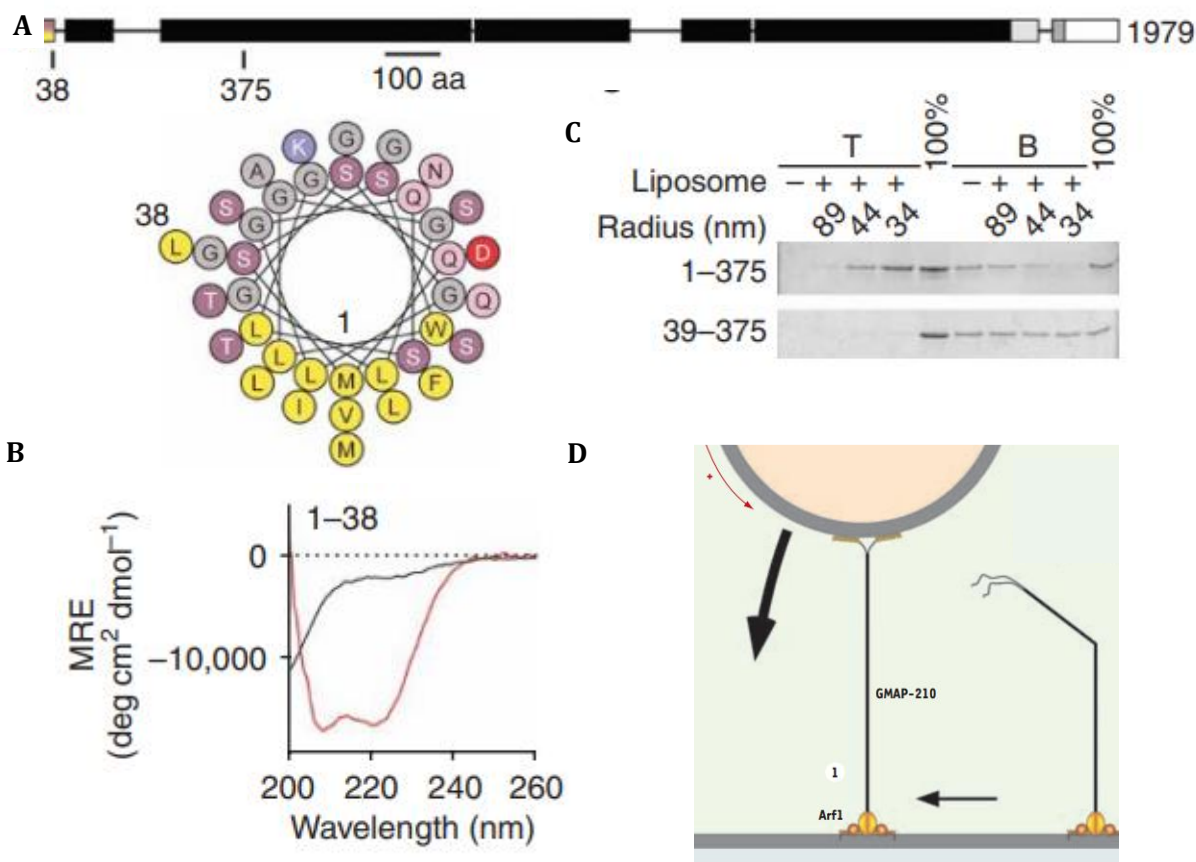 A
1979
38
375
100 aa
K G G
A G G S S Q N
S G G S
38
L G S Q D
T G G Q
T L W S
L L S F
I L M L L
1
V
M
C
T 100% B 100%
Liposome − + + + − + + +
Radius (nm) 89 44 34 89 44 34
1–375
39–375
B
1–38
0
−10,000
MRE
(deg cm² dmol⁻¹)
200 220 240 260
Wavelength (nm)
D
+
GMAP-210
1
Arf1